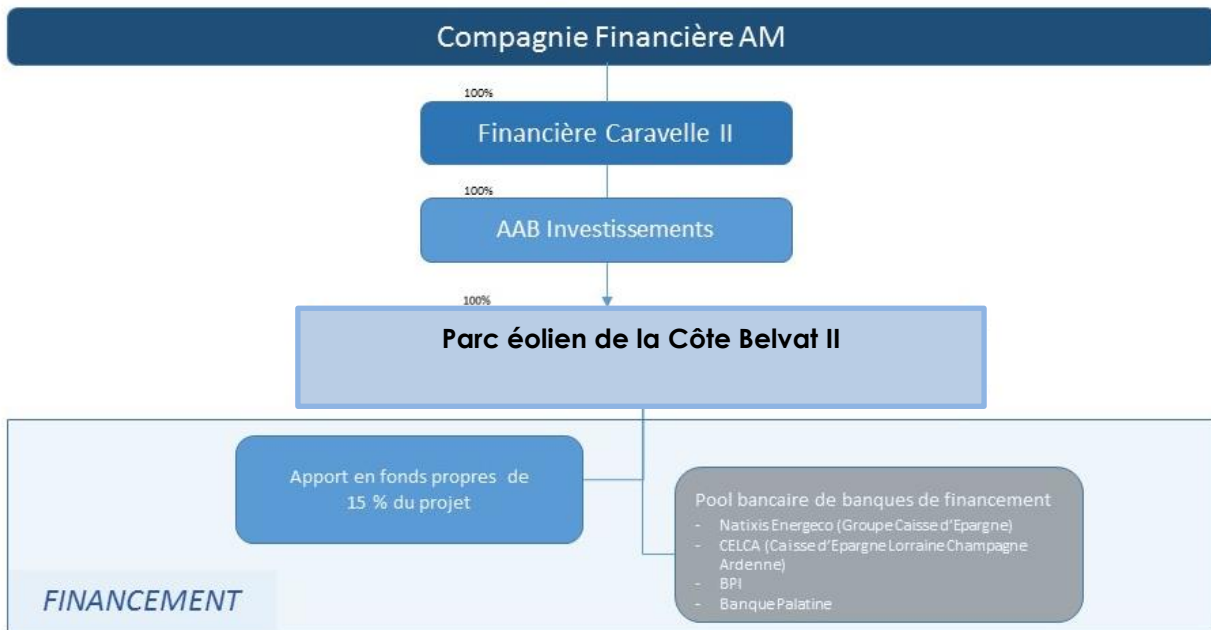 Compagnie Financière AM
100%
Financière Caravelle II
100%
AAB Investissements
100%
Parc éolien de la Côte Belvat II
Apport en fonds propres de
15 % du projet
Pool bancaire de banques de financement
- Natixis Energeco (Groupe Caisse d'Epargne)
- CELCA (Caisse d'Epargne Lorraine Champagne
Ardenne)
- BPI
- Banque Palatine
FINANCEMENT